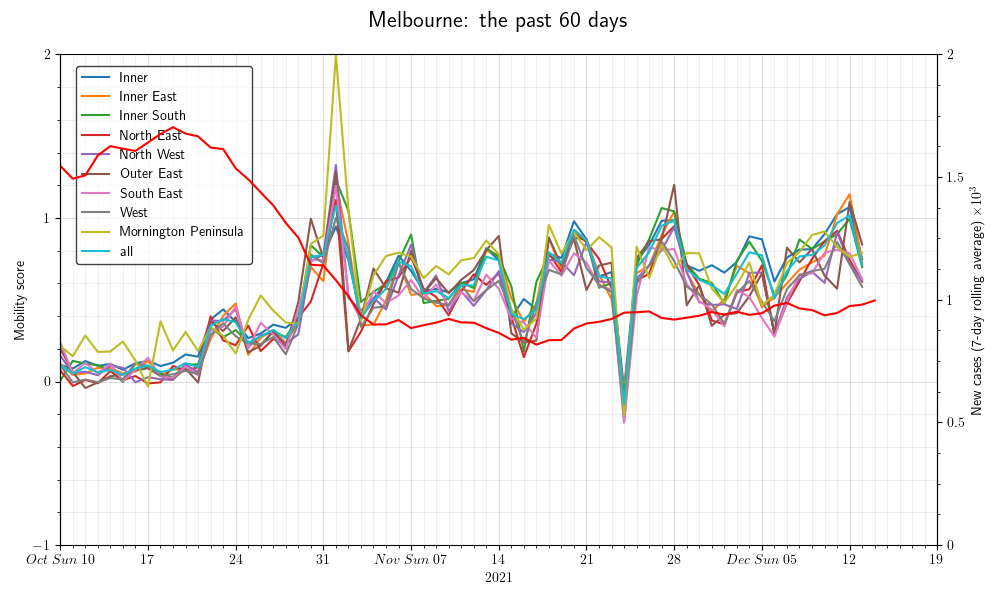 Melbourne: the past 60 days
2
1
0
−1
Mobility score
Inner
Inner East
Inner South
North East
North West
Outer East
South East
West
Mornington Peninsula
all
2
1.5
1
0.5
0
New cases (7-day rolling average) ×10³
Oct Sun 10 17 24 31 Nov Sun 07 14 21 28 Dec Sun 05 12 19
2021